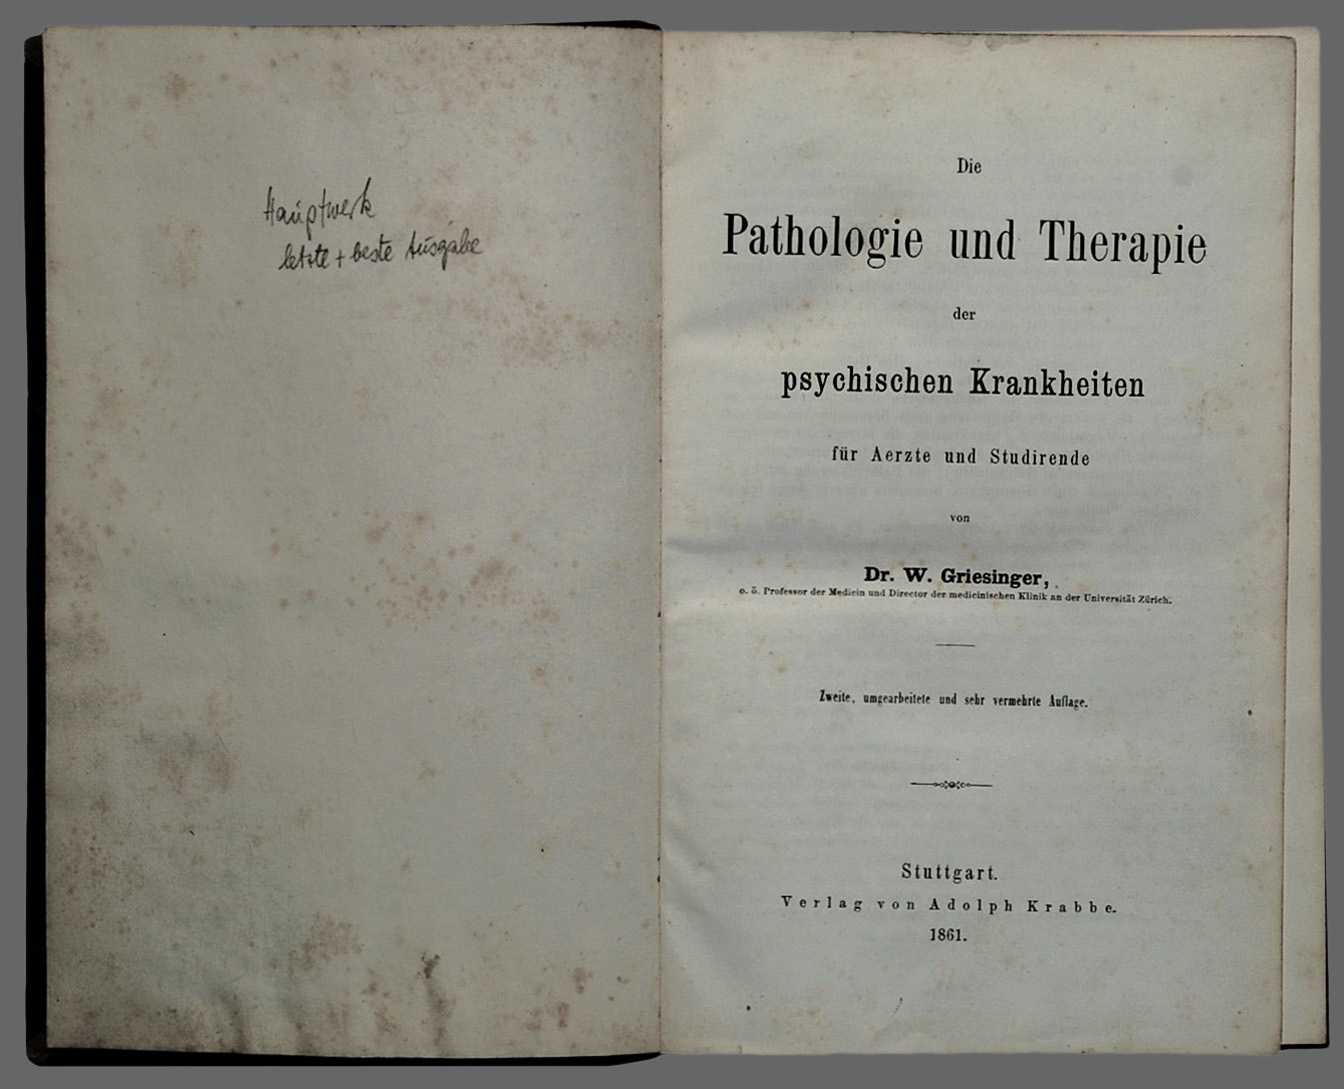 Hauptwerk
letzte + beste Ausgabe
Die
Pathologie und Therapie
der
psychischen Krankheiten
für Aerzte und Studirende
von
Dr. W. Griesinger,
o. ö. Professor der Medicin und Director der medicinischen Klinik an der Universität Zürich.
Zweite, umgearbeitete und sehr vermehrte Auflage.
Stuttgart.
Verlag von Adolph Krabbe.
1861.